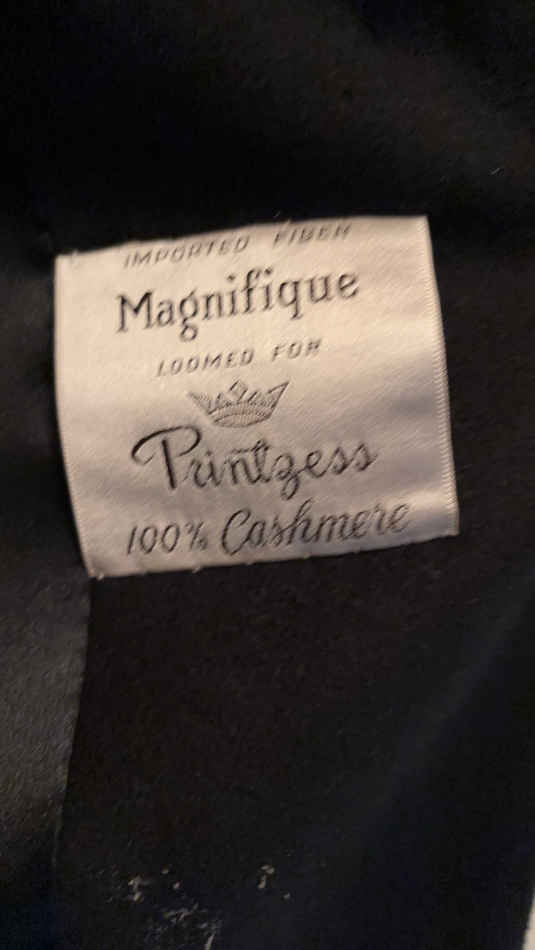 IMPORTED FIBER
Magnifique
LOOMED FOR
Printzess
100% Cashmere